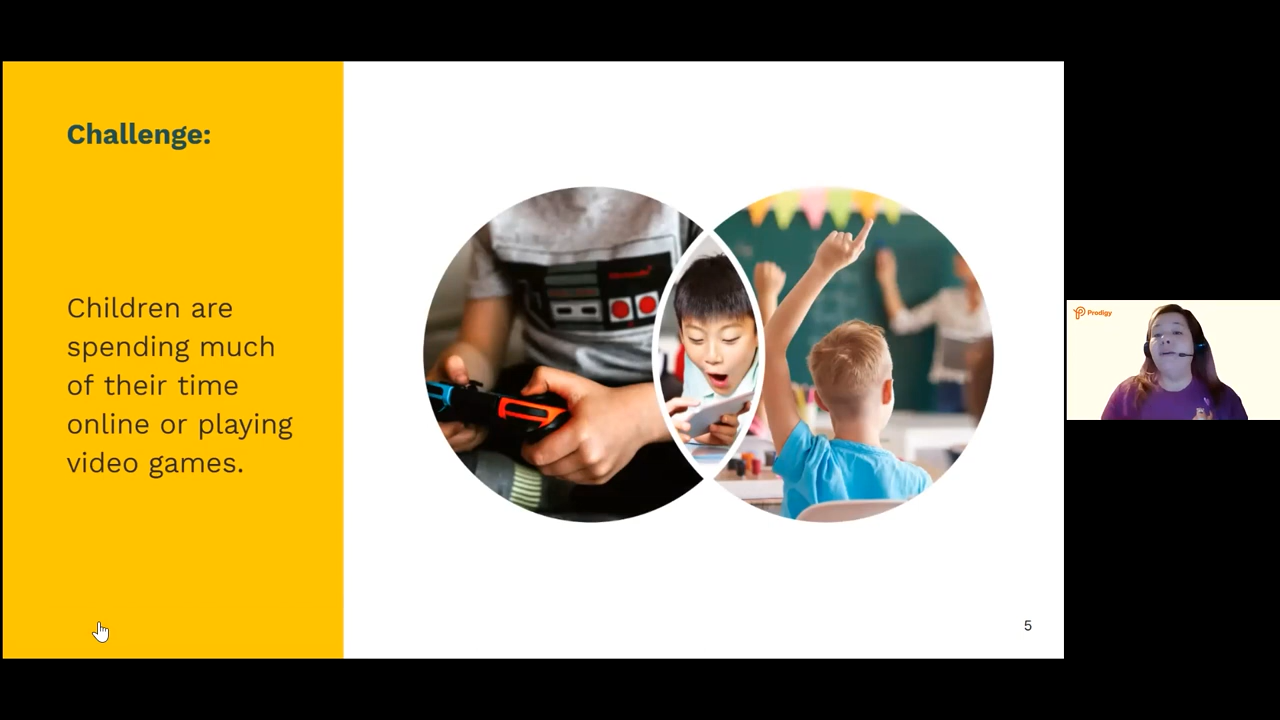 Challenge:
Children are
spending much
of their time
online or playing
video games.
5
Prodigy